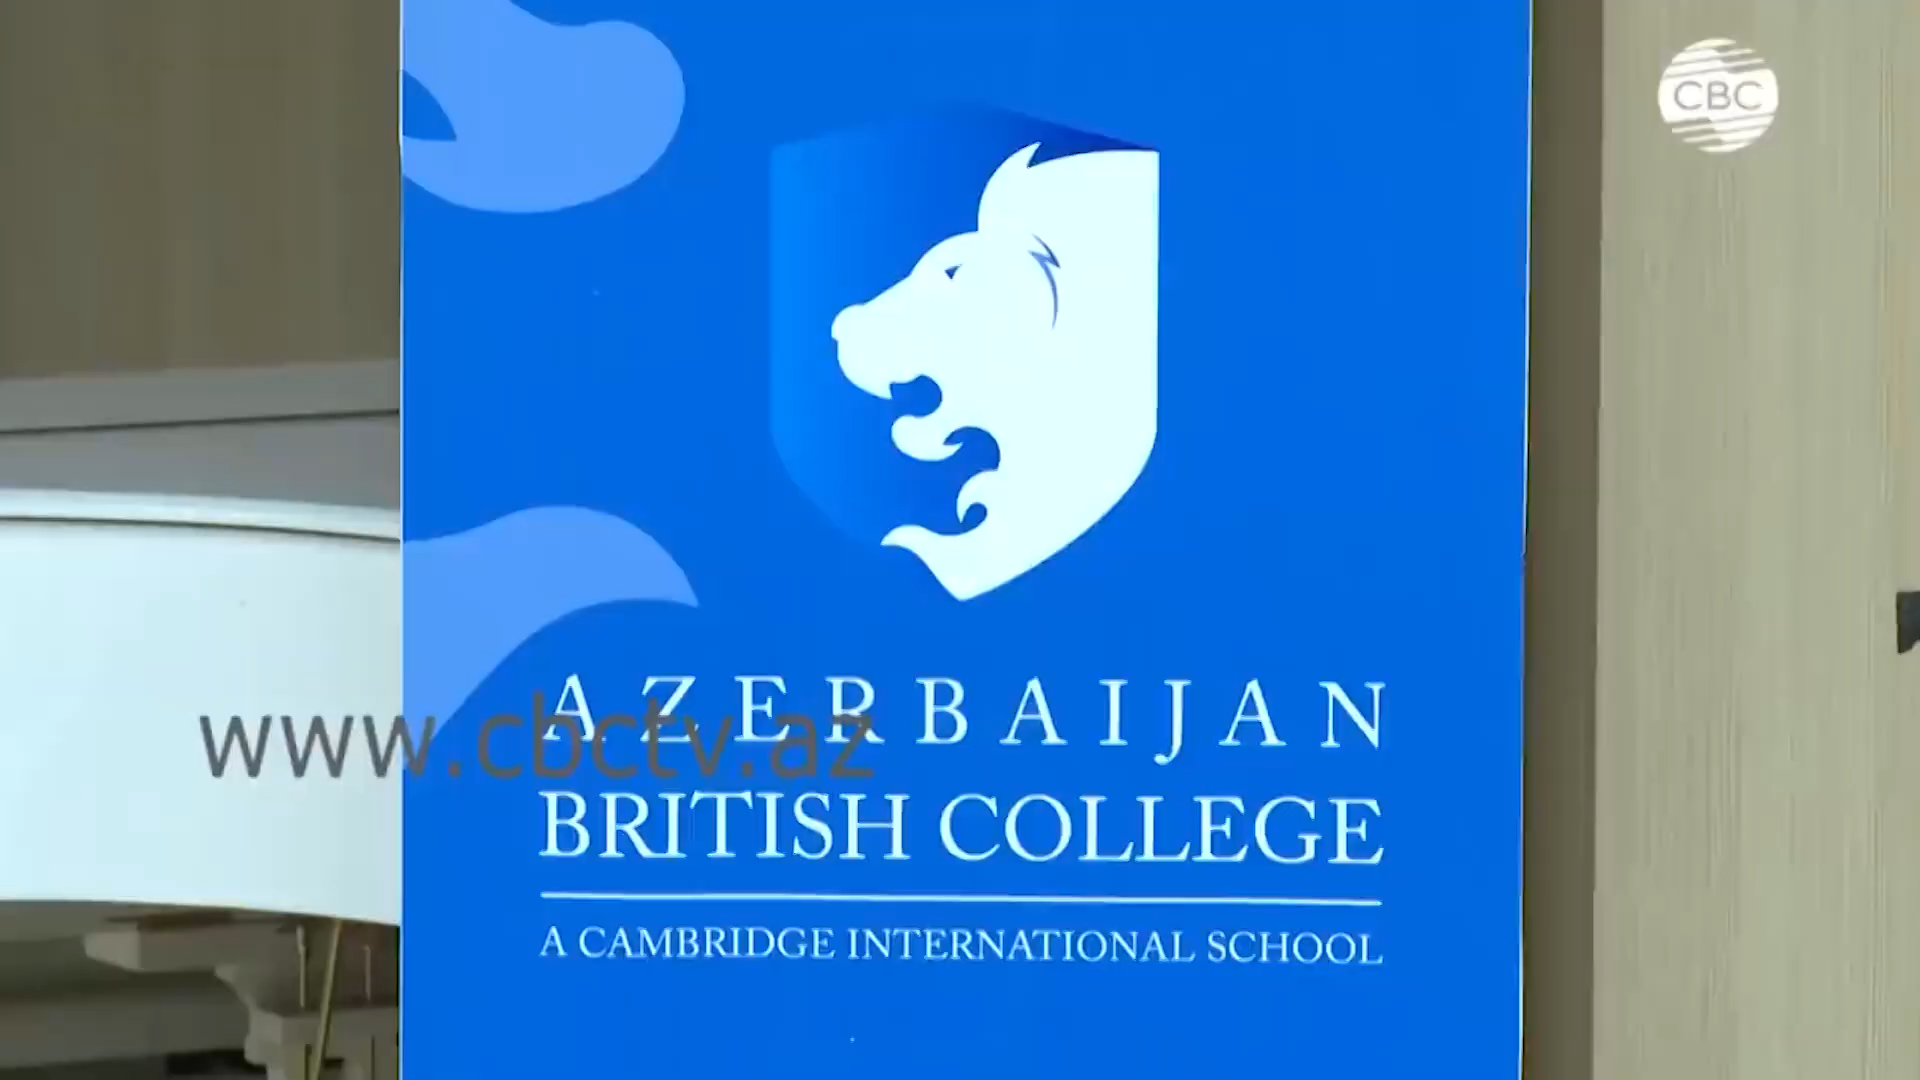 CBC
AZERBAIJAN
www.cbctv.az
BRITISH COLLEGE
A CAMBRIDGE INTERNATIONAL SCHOOL